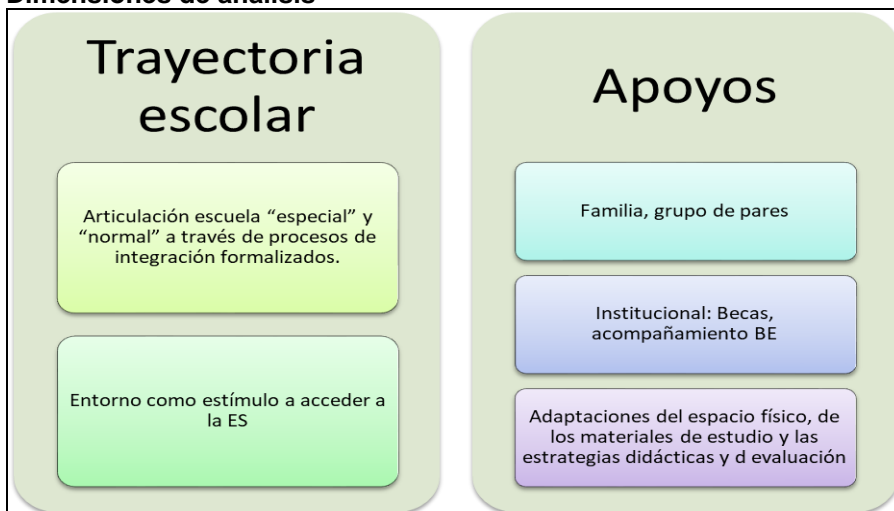 Dimensiones de análisis
Trayectoria
escolar
Articulación escuela “especial” y
“normal” a través de procesos de
integración formalizados.
Entorno como estímulo a acceder a
la ES
Apoyos
Familia, grupo de pares
Institucional: Becas,
acompañamiento BE
Adaptaciones del espacio físico, de
los materiales de estudio y las
estrategias didácticas y d evaluación